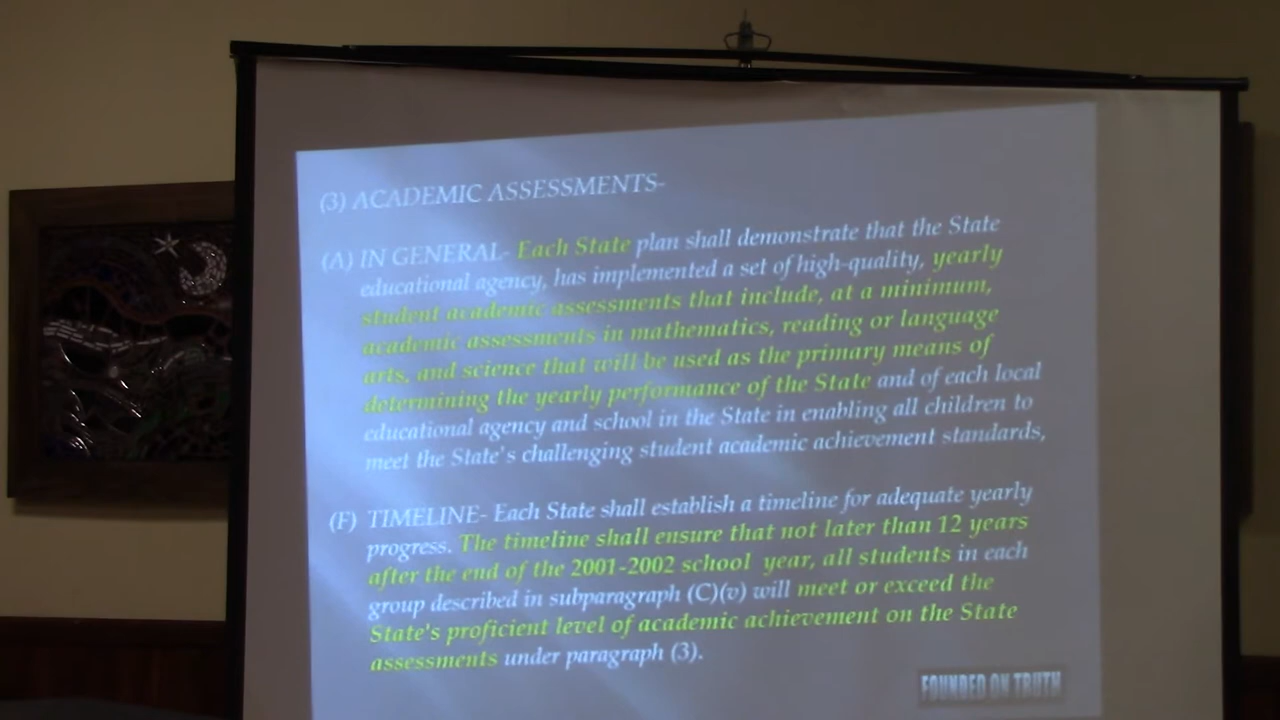 (3) ACADEMIC ASSESSMENTS-
(A) IN GENERAL- Each State plan shall demonstrate that the State
educational agency, has implemented a set of high-quality, yearly
student academic assessments that include, at a minimum,
academic assessments in mathematics, reading or language
arts, and science that will be used as the primary means of
determining the yearly performance of the State and of each local
educational agency and school in the State in enabling all children to
meet the State's challenging student academic achievement standards,
(F) TIMELINE- Each State shall establish a timeline for adequate yearly
progress. The timeline shall ensure that not later than 12 years
after the end of the 2001-2002 school year, all students in each
group described in subparagraph (C)(v) will meet or exceed the
State's proficient level of academic achievement on the State
assessments under paragraph (3).
FOUNDED ON TRUTH